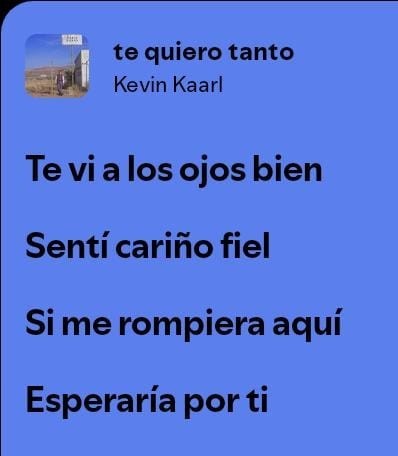 te quiero tanto
Kevin Kaarl
Te vi a los ojos bien
Sentí cariño fiel
Si me rompiera aquí
Esperaría por ti